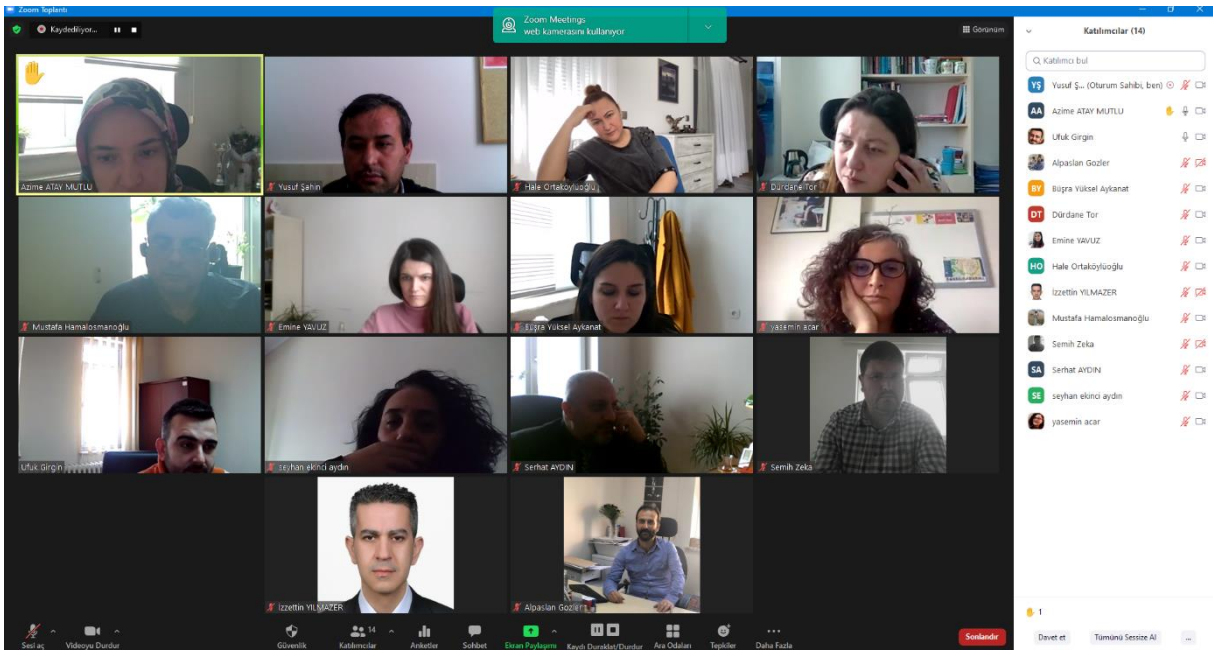 Zoom Toplantı
Kaydediliyor...
Zoom Meetings
web kamerasını kullanıyor
Görünüm
Azime ATAY MUTLU
Yusuf Şahin
Hale Ortaköylüoğlu
Dürdane Tor
Mustafa Hamalosmanoğlu
Emine YAVUZ
Büşra Yüksel Aykanat
yasemin acar
Ufuk Girgin
seyhan ekinci aydın
Serhat AYDIN
Semih Zeka
İzzettin YILMAZER
Alpaslan Gozler
Sesi aç
Videoyu Durdur
Güvenlik
14
Katılımcılar
Anketler
Sohbet
Ekran Paylaşımı
Kaydı Duraklat/Durdur
Ara Odaları
Tepkiler
Daha Fazla
Sonlandır
Katılımcılar (14)
Katılımcı bul
YŞ Yusuf Ş... (Oturum Sahibi, ben)
AA Azime ATAY MUTLU
Ufuk Girgin
Alpaslan Gozler
BY Büşra Yüksel Aykanat
DT Dürdane Tor
Emine YAVUZ
HO Hale Ortaköylüoğlu
İzzettin YILMAZER
Mustafa Hamalosmanoğlu
Semih Zeka
SA Serhat AYDIN
SE seyhan ekinci aydın
yasemin acar
1
Davet et
Tümünü Sessize Al
...